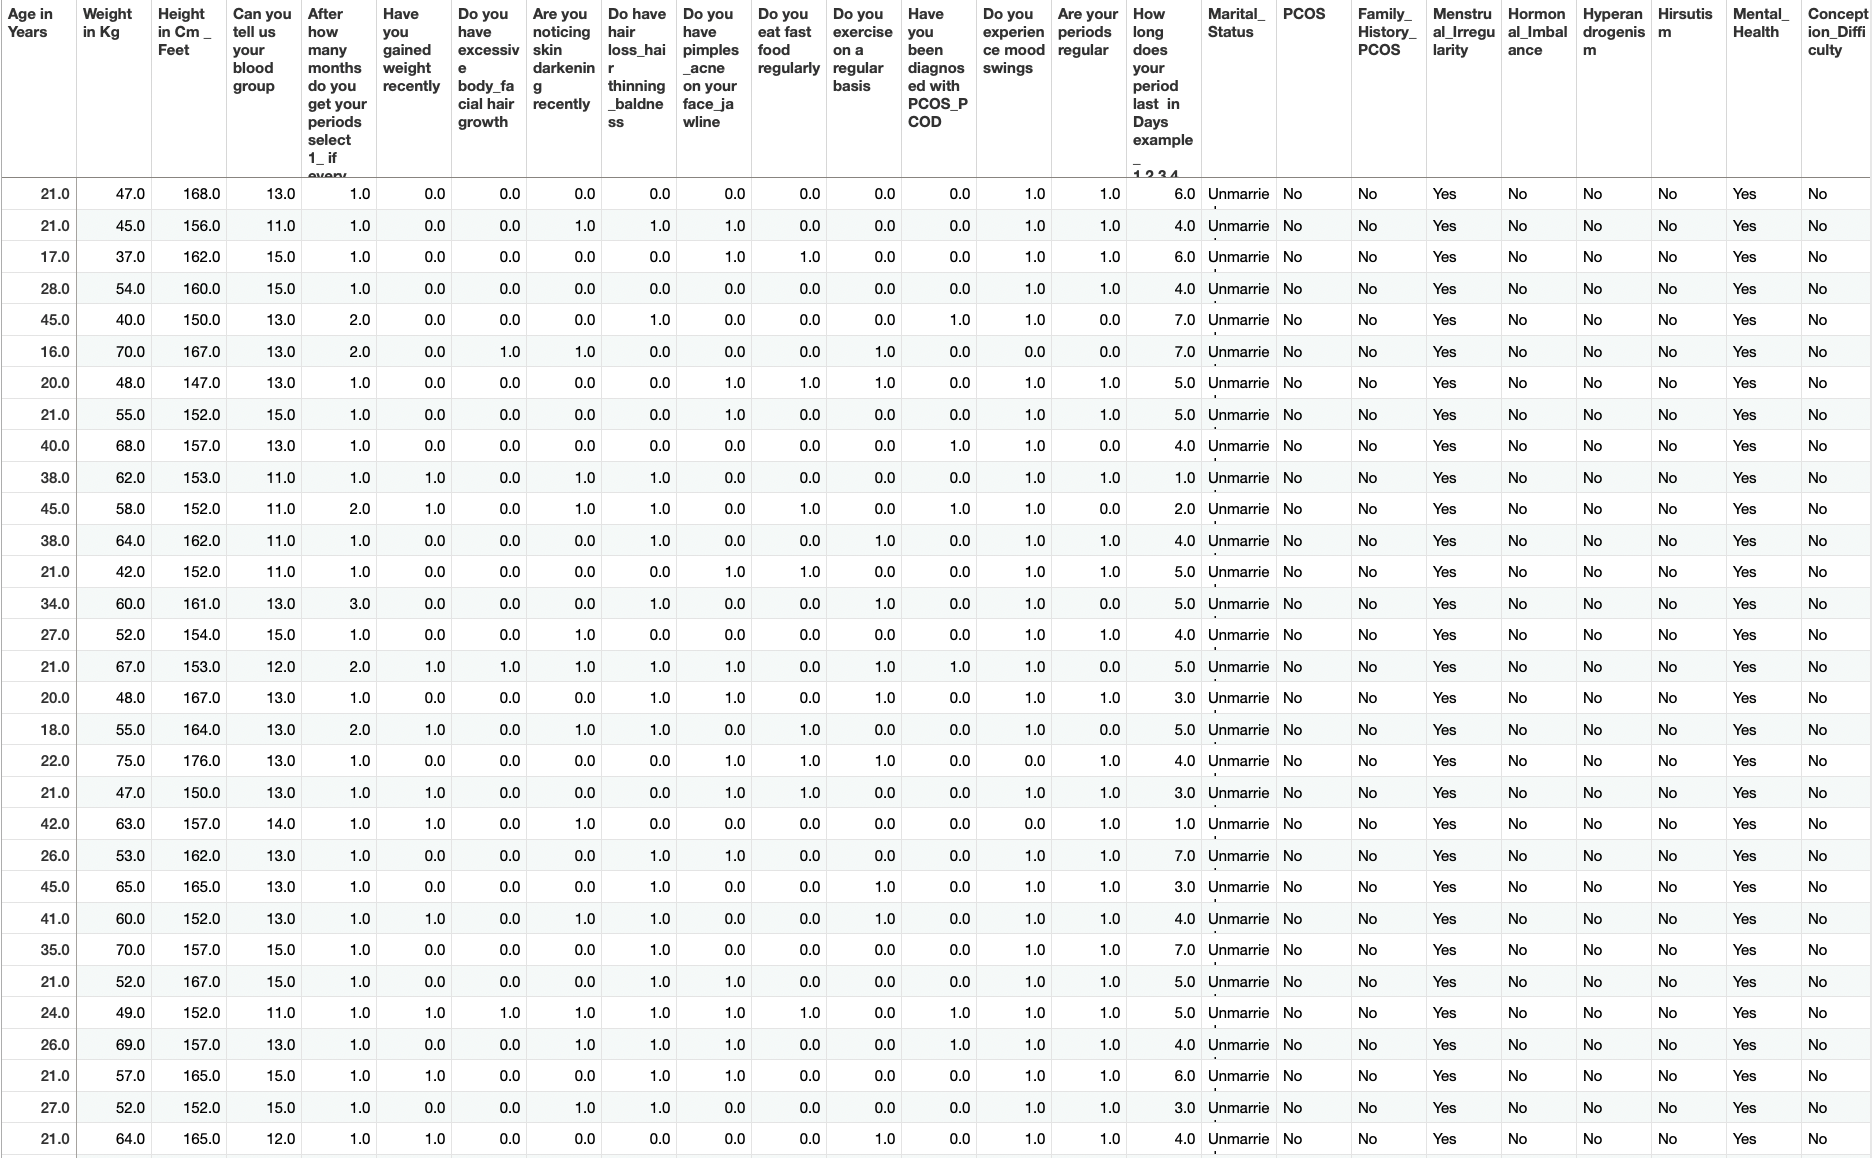 Age in Years	Weight in Kg	Height in Cm _ Feet	Can you tell us your blood group	After how many months do you get your periods select 1_ if every	Have you gained weight recently	Do you have excessiv e body_fa cial hair growth	Are you noticing skin darkenin g recently	Do have hair loss_hai r thinning _baldne ss	Do you have pimples _acne on your face_ja wline	Do you eat fast food regularly	Do you exercise on a regular basis	Have you been diagnos ed with PCOS_P COD	Do you experien ce mood swings	Are your periods regular	How long does your period last in Days example _ 1,2,3,4	Marital_ Status	PCOS	Family_ History_ PCOS	Menstru al_Irregu larity	Hormon al_Imbal ance	Hyperan drogenis m	Hirsutis m	Mental_ Health	Concept ion_Diffi culty
21.0	47.0	168.0	13.0	1.0	0.0	0.0	0.0	0.0	0.0	0.0	0.0	0.0	1.0	1.0	6.0	Unmarrie	No	No	Yes	No	No	No	Yes	No
21.0	45.0	156.0	11.0	1.0	0.0	0.0	1.0	1.0	1.0	0.0	0.0	0.0	1.0	1.0	4.0	Unmarrie	No	No	Yes	No	No	No	Yes	No
17.0	37.0	162.0	15.0	1.0	0.0	0.0	0.0	0.0	1.0	1.0	0.0	0.0	1.0	1.0	6.0	Unmarrie	No	No	Yes	No	No	No	Yes	No
28.0	54.0	160.0	15.0	1.0	0.0	0.0	0.0	0.0	0.0	0.0	0.0	0.0	1.0	1.0	4.0	Unmarrie	No	No	Yes	No	No	No	Yes	No
45.0	40.0	150.0	13.0	2.0	0.0	0.0	0.0	1.0	0.0	0.0	0.0	1.0	1.0	0.0	7.0	Unmarrie	No	No	Yes	No	No	No	Yes	No
16.0	70.0	167.0	13.0	2.0	0.0	1.0	1.0	0.0	0.0	0.0	1.0	0.0	0.0	0.0	7.0	Unmarrie	No	No	Yes	No	No	No	Yes	No
20.0	48.0	147.0	13.0	1.0	0.0	0.0	0.0	0.0	1.0	1.0	1.0	0.0	1.0	1.0	5.0	Unmarrie	No	No	Yes	No	No	No	Yes	No
21.0	55.0	152.0	15.0	1.0	0.0	0.0	0.0	0.0	1.0	0.0	0.0	0.0	1.0	1.0	5.0	Unmarrie	No	No	Yes	No	No	No	Yes	No
40.0	68.0	157.0	13.0	1.0	0.0	0.0	0.0	0.0	0.0	0.0	0.0	1.0	1.0	0.0	4.0	Unmarrie	No	No	Yes	No	No	No	Yes	No
38.0	62.0	153.0	11.0	1.0	1.0	0.0	1.0	1.0	0.0	0.0	0.0	0.0	1.0	1.0	1.0	Unmarrie	No	No	Yes	No	No	No	Yes	No
45.0	58.0	152.0	11.0	2.0	1.0	0.0	1.0	1.0	0.0	1.0	0.0	1.0	1.0	0.0	2.0	Unmarrie	No	No	Yes	No	No	No	Yes	No
38.0	64.0	162.0	11.0	1.0	0.0	0.0	0.0	1.0	0.0	0.0	1.0	0.0	1.0	1.0	4.0	Unmarrie	No	No	Yes	No	No	No	Yes	No
21.0	42.0	152.0	11.0	1.0	0.0	0.0	0.0	0.0	1.0	1.0	0.0	0.0	1.0	1.0	5.0	Unmarrie	No	No	Yes	No	No	No	Yes	No
34.0	60.0	161.0	13.0	3.0	0.0	0.0	0.0	1.0	0.0	0.0	1.0	0.0	1.0	0.0	5.0	Unmarrie	No	No	Yes	No	No	No	Yes	No
27.0	52.0	154.0	15.0	1.0	0.0	0.0	1.0	0.0	0.0	0.0	0.0	0.0	1.0	1.0	4.0	Unmarrie	No	No	Yes	No	No	No	Yes	No
21.0	67.0	153.0	12.0	2.0	1.0	1.0	1.0	1.0	1.0	0.0	1.0	1.0	1.0	0.0	5.0	Unmarrie	No	No	Yes	No	No	No	Yes	No
20.0	48.0	167.0	13.0	1.0	0.0	0.0	0.0	1.0	1.0	0.0	1.0	0.0	1.0	1.0	3.0	Unmarrie	No	No	Yes	No	No	No	Yes	No
18.0	55.0	164.0	13.0	2.0	1.0	0.0	1.0	1.0	0.0	1.0	0.0	0.0	1.0	0.0	5.0	Unmarrie	No	No	Yes	No	No	No	Yes	No
22.0	75.0	176.0	13.0	1.0	0.0	0.0	0.0	0.0	1.0	1.0	1.0	0.0	0.0	1.0	4.0	Unmarrie	No	No	Yes	No	No	No	Yes	No
21.0	47.0	150.0	13.0	1.0	1.0	0.0	0.0	0.0	1.0	1.0	0.0	0.0	1.0	1.0	3.0	Unmarrie	No	No	Yes	No	No	No	Yes	No
42.0	63.0	157.0	14.0	1.0	1.0	0.0	1.0	0.0	0.0	0.0	0.0	0.0	0.0	1.0	1.0	Unmarrie	No	No	Yes	No	No	No	Yes	No
26.0	53.0	162.0	13.0	1.0	0.0	0.0	0.0	1.0	1.0	0.0	0.0	0.0	1.0	1.0	7.0	Unmarrie	No	No	Yes	No	No	No	Yes	No
45.0	65.0	165.0	13.0	1.0	0.0	0.0	0.0	1.0	0.0	0.0	1.0	0.0	1.0	1.0	3.0	Unmarrie	No	No	Yes	No	No	No	Yes	No
41.0	60.0	152.0	13.0	1.0	1.0	0.0	1.0	1.0	0.0	0.0	1.0	0.0	1.0	1.0	4.0	Unmarrie	No	No	Yes	No	No	No	Yes	No
35.0	70.0	157.0	15.0	1.0	0.0	0.0	0.0	1.0	0.0	0.0	0.0	0.0	1.0	1.0	7.0	Unmarrie	No	No	Yes	No	No	No	Yes	No
21.0	52.0	167.0	15.0	1.0	0.0	0.0	0.0	1.0	1.0	0.0	0.0	0.0	1.0	1.0	5.0	Unmarrie	No	No	Yes	No	No	No	Yes	No
24.0	49.0	152.0	11.0	1.0	1.0	1.0	1.0	1.0	1.0	1.0	0.0	1.0	1.0	1.0	5.0	Unmarrie	No	No	Yes	No	No	No	Yes	No
26.0	69.0	157.0	13.0	1.0	0.0	0.0	1.0	1.0	1.0	0.0	0.0	1.0	1.0	1.0	4.0	Unmarrie	No	No	Yes	No	No	No	Yes	No
21.0	57.0	165.0	15.0	1.0	1.0	0.0	0.0	1.0	1.0	0.0	0.0	0.0	1.0	1.0	6.0	Unmarrie	No	No	Yes	No	No	No	Yes	No
27.0	52.0	152.0	15.0	1.0	0.0	0.0	1.0	1.0	0.0	0.0	0.0	0.0	1.0	1.0	3.0	Unmarrie	No	No	Yes	No	No	No	Yes	No
21.0	64.0	165.0	12.0	1.0	1.0	0.0	0.0	0.0	0.0	0.0	1.0	0.0	1.0	1.0	4.0	Unmarrie	No	No	Yes	No	No	No	Yes	No